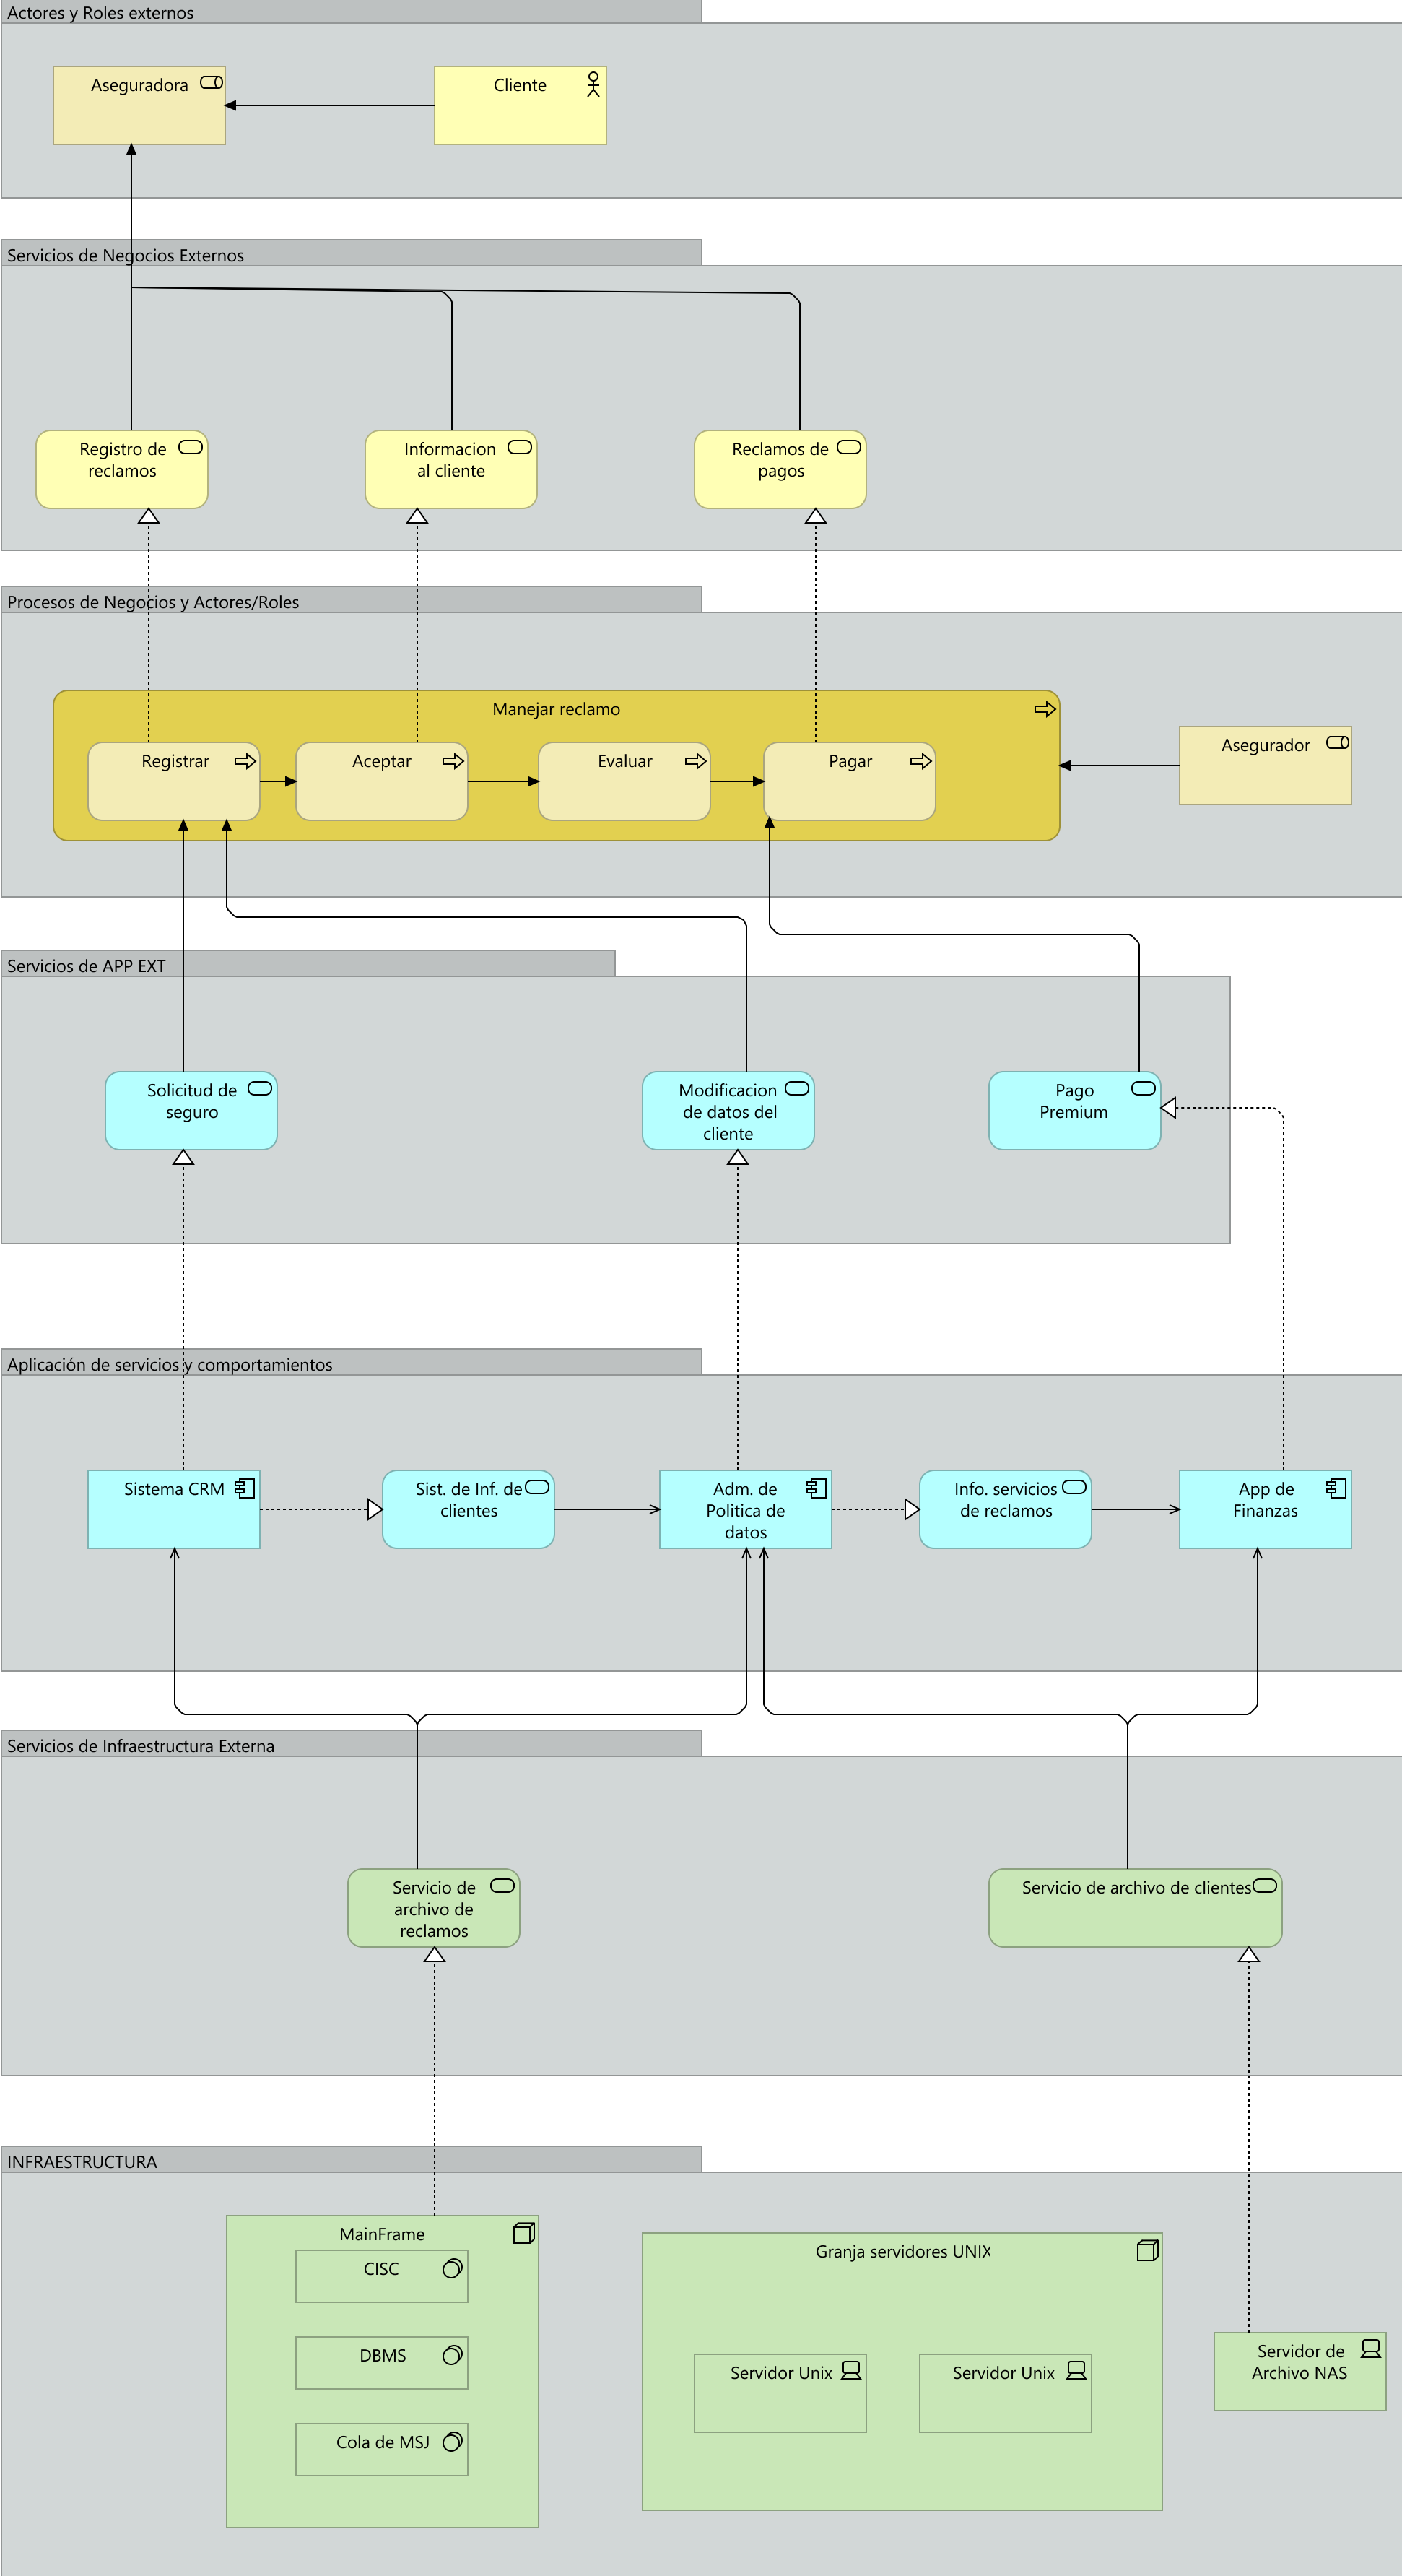 Actores y Roles externos
Aseguradora
Cliente
Servicios de Negocios Externos
Registro de
reclamos
Informacion
al cliente
Reclamos de
pagos
Procesos de Negocios y Actores/Roles
Manejar reclamo
Registrar
Aceptar
Evaluar
Pagar
Asegurador
Servicios de APP EXT
Solicitud de
seguro
Modificacion
de datos del
cliente
Pago
Premium
Aplicación de servicios y comportamientos
Sistema CRM
Sist. de Inf. de
clientes
Adm. de
Politica de
datos
Info. servicios
de reclamos
App de
Finanzas
Servicios de Infraestructura Externa
Servicio de
archivo de
reclamos
Servicio de archivo de clientes
INFRAESTRUCTURA
MainFrame
CISC
DBMS
Cola de MSJ
Granja servidores UNIX
Servidor Unix
Servidor Unix
Servidor de
Archivo NAS